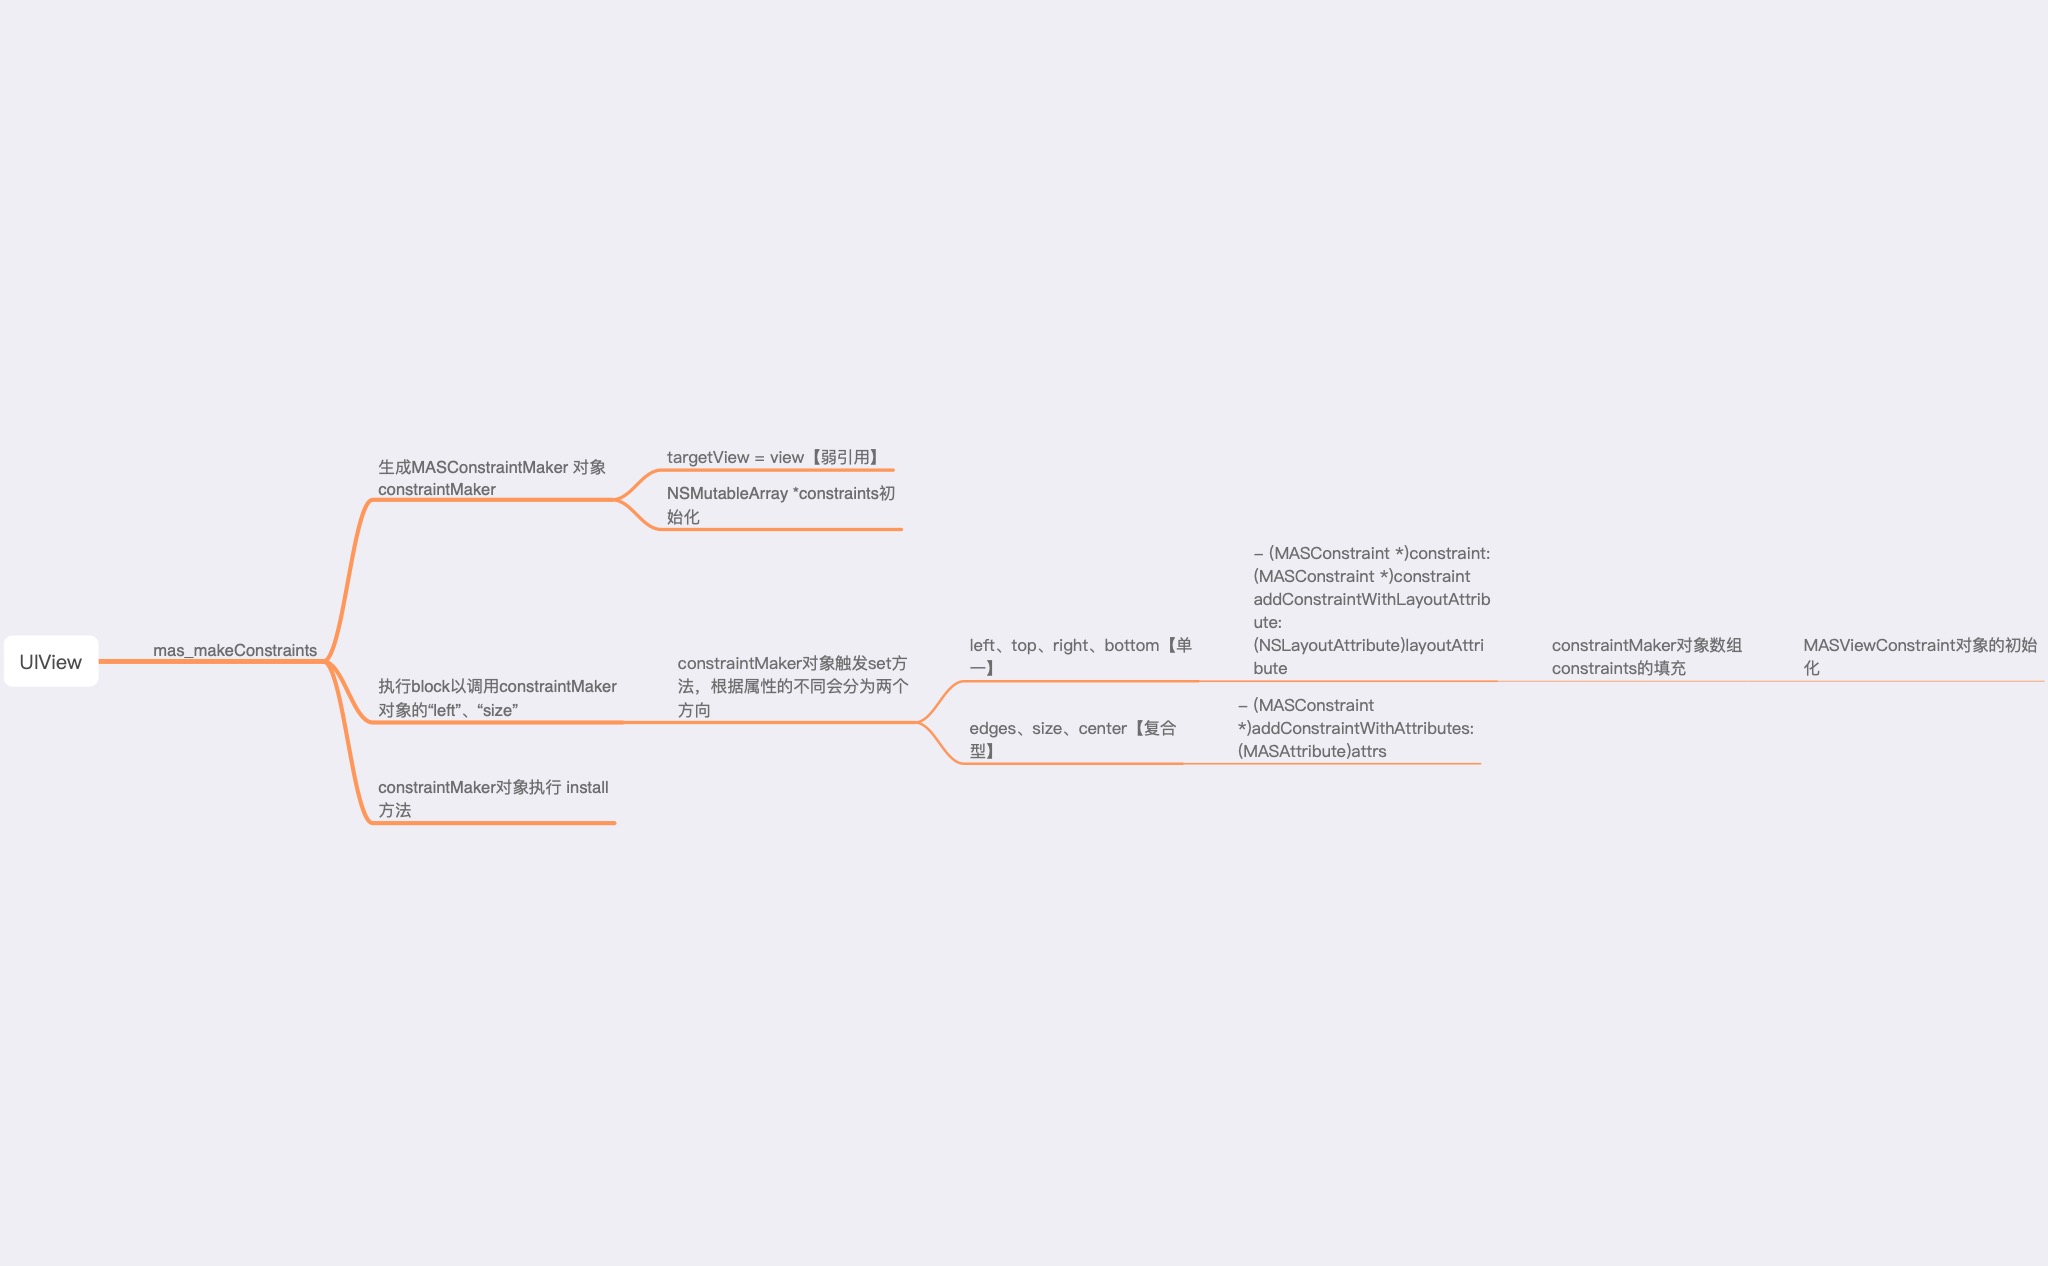 UIView
mas_makeConstraints
生成MASConstraintMaker 对象
constraintMaker
targetView = view【弱引用】
NSMutableArray *constraints初
始化
执行block以调用constraintMaker
对象的“left”、“size”
constraintMaker对象触发set方
法，根据属性的不同会分为两个
方向
left、top、right、bottom【单
一】
- (MASConstraint *)constraint:
(MASConstraint *)constraint
addConstraintWithLayoutAttrib
ute:
(NSLayoutAttribute)layoutAttri
bute
constraintMaker对象数组
constraints的填充
MASViewConstraint对象的初始
化
edges、size、center【复合
型】
- (MASConstraint
*)addConstraintWithAttributes:
(MASAttribute)attrs
constraintMaker对象执行 install
方法